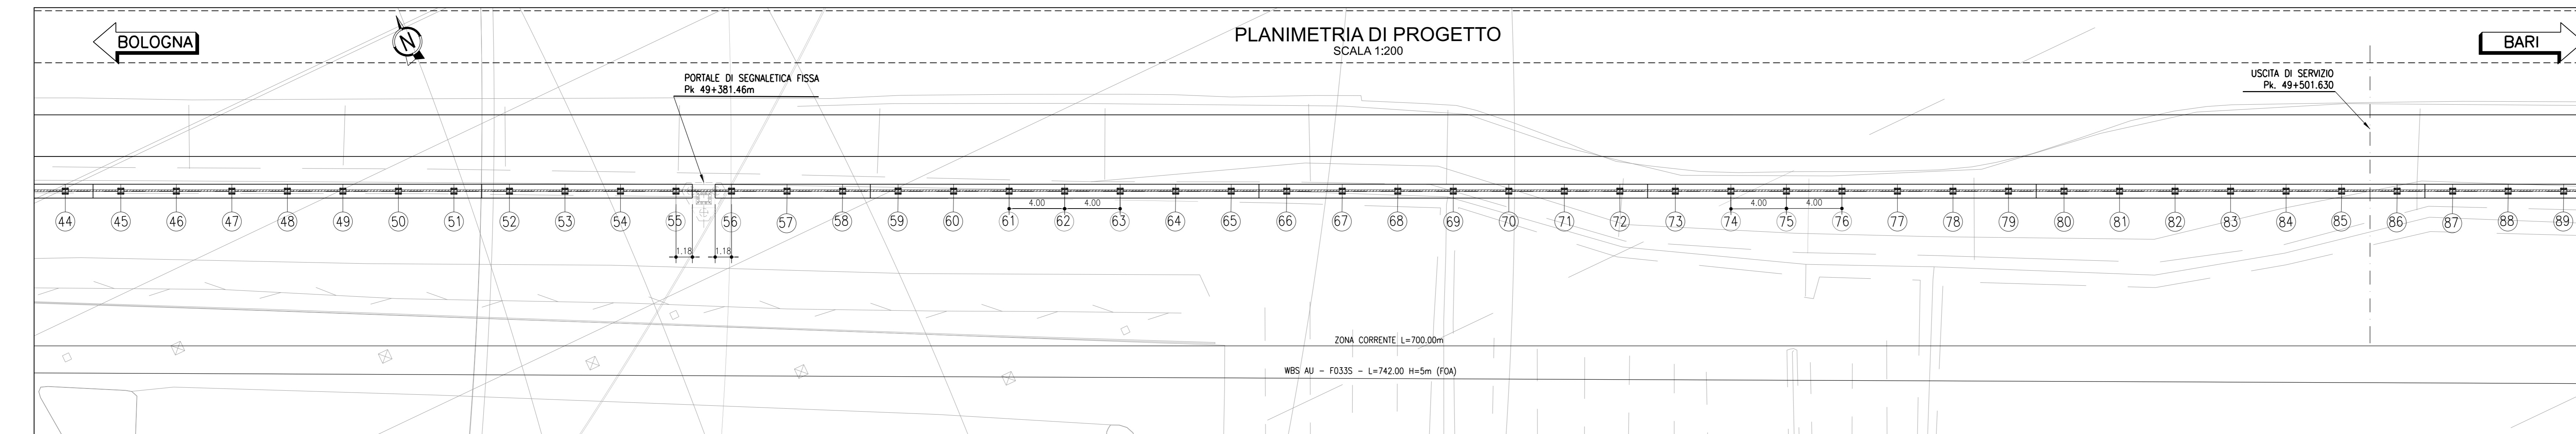 BOLOGNA
N
PLANIMETRIA DI PROGETTO
SCALA 1:200
BARI
PORTALE DI SEGNALETICA FISSA
Pk 49+381.46m
USCITA DI SERVIZIO
Pk. 49+501.630
4.00 4.00 4.00 4.00
44 45 46 47 48 49 50 51 52 53 54 55 56 57 58 59 60 61 62 63 64 65 66 67 68 69 70 71 72 73 74 75 76 77 78 79 80 81 82 83 84 85 86 87 88 89
1.18 1.18
ZONA CORRENTE L=700.00m
WBS AU - F033S - L=742.00 H=5m (FOA)